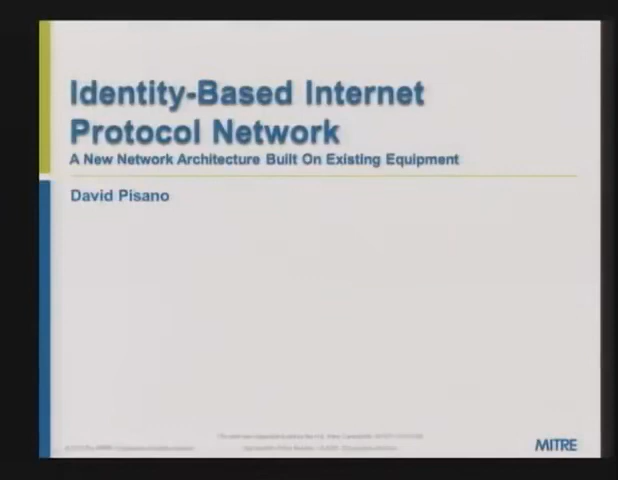 Identity-Based Internet
Protocol Network
A New Network Architecture Built On Existing Equipment
David Pisano
MITRE